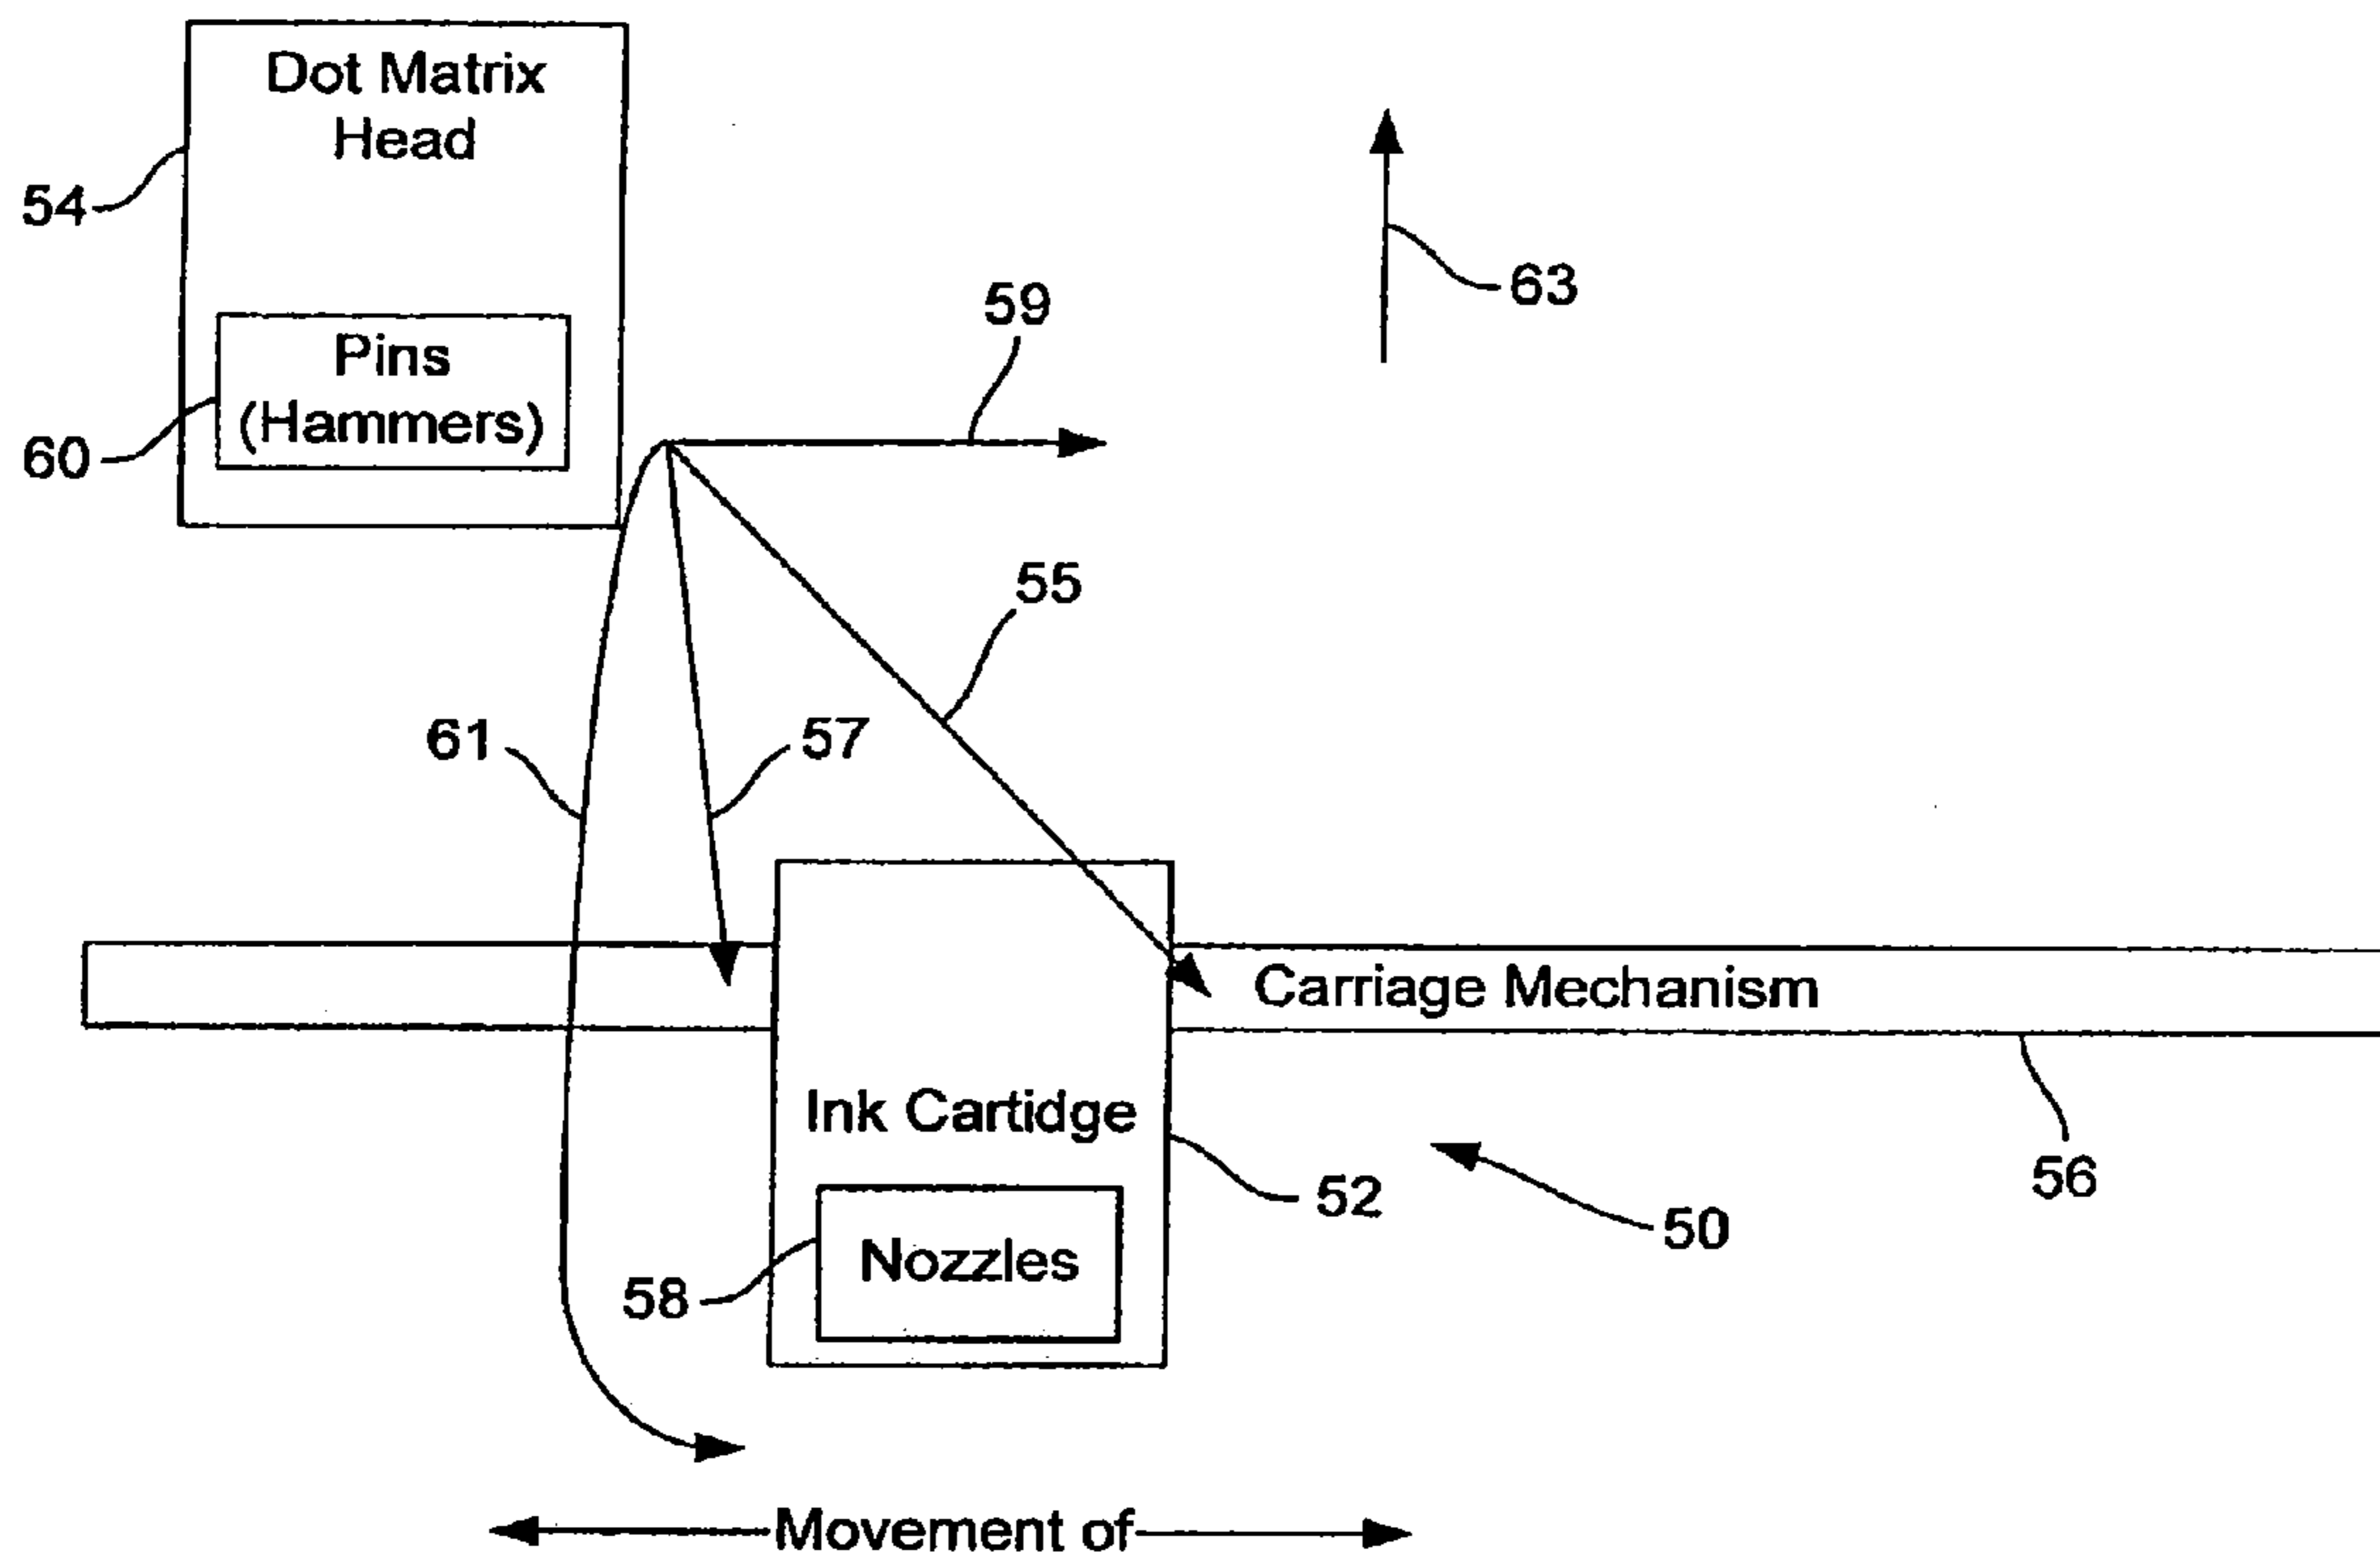 Dot Matrix
Head
54
63
59
Pins
(Hammers)
60
55
61
57
Carriage Mechanism
Ink Cartidge
56
52
50
Nozzles
58
Movement of